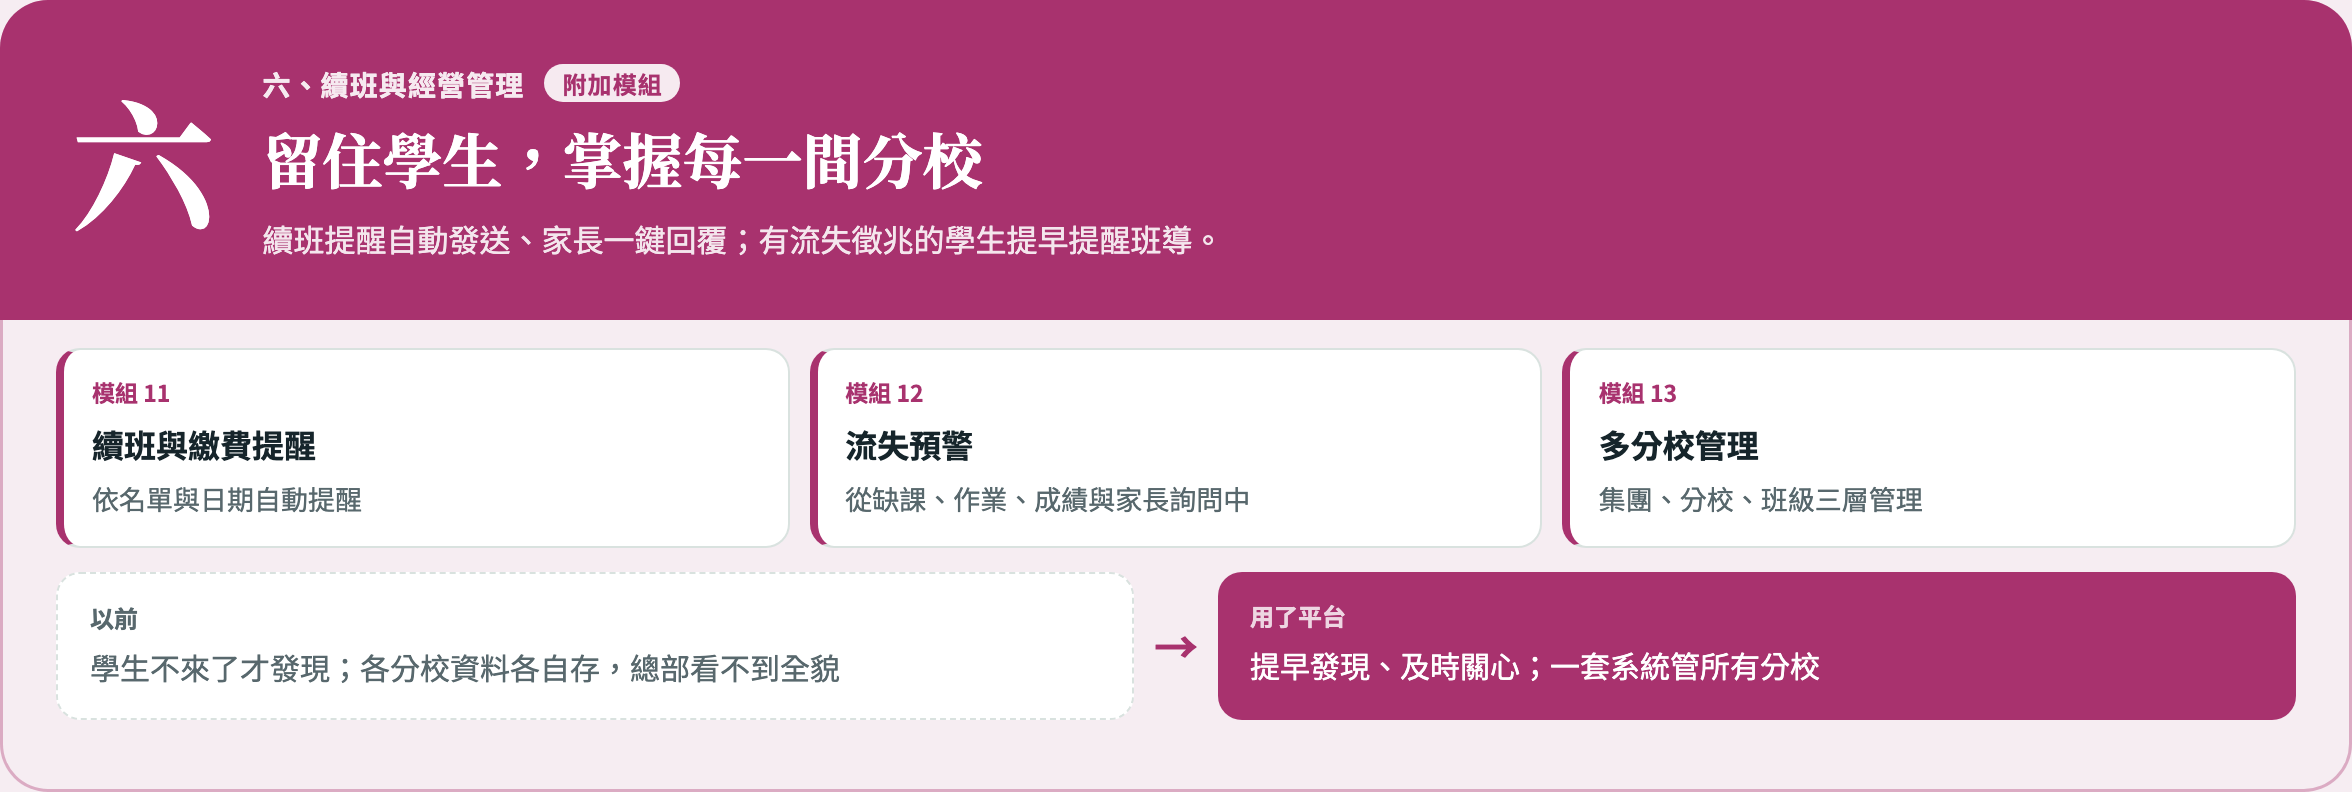 六
六、續班與經營管理 附加模組
留住學生，掌握每一間分校
續班提醒自動發送、家長一鍵回覆；有流失徵兆的學生提早提醒班導。
模組 11
續班與繳費提醒
依名單與日期自動提醒
模組 12
流失預警
從缺課、作業、成績與家長詢問中
模組 13
多分校管理
集團、分校、班級三層管理
以前
學生不來了才發現；各分校資料各自存，總部看不到全貌
→
用了平台
提早發現、及時關心；一套系統管所有分校